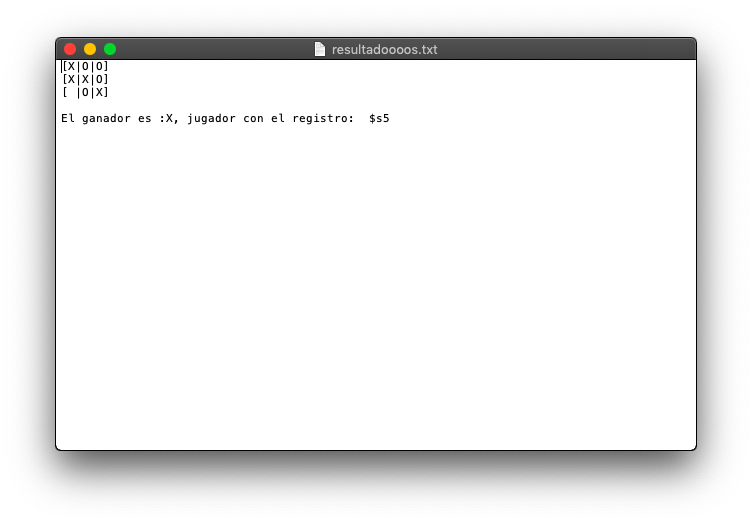 resultadoooos.txt
[X|O|O]
[X|X|O]
[ |O|X]
El ganador es :X, jugador con el registro:  $s5